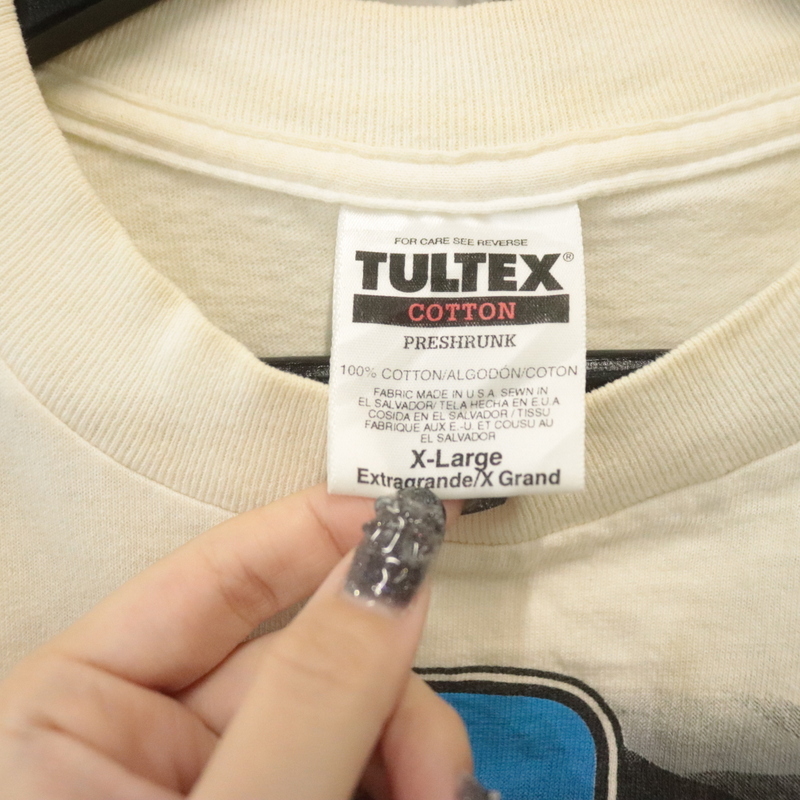 FOR CARE SEE REVERSE
TULTEX®
COTTON
PRESHRUNK
100% COTTON/ALGODÓN/COTON
FABRIC MADE IN U.S.A. SEWN IN
EL SALVADOR/ TELA HECHA EN E.U.A.
COSIDA EN EL SALVADOR / TISSU
FABRIQUE AUX E.-U. ET COUSU AU
EL SALVADOR
X-Large
Extragrande/X Grand